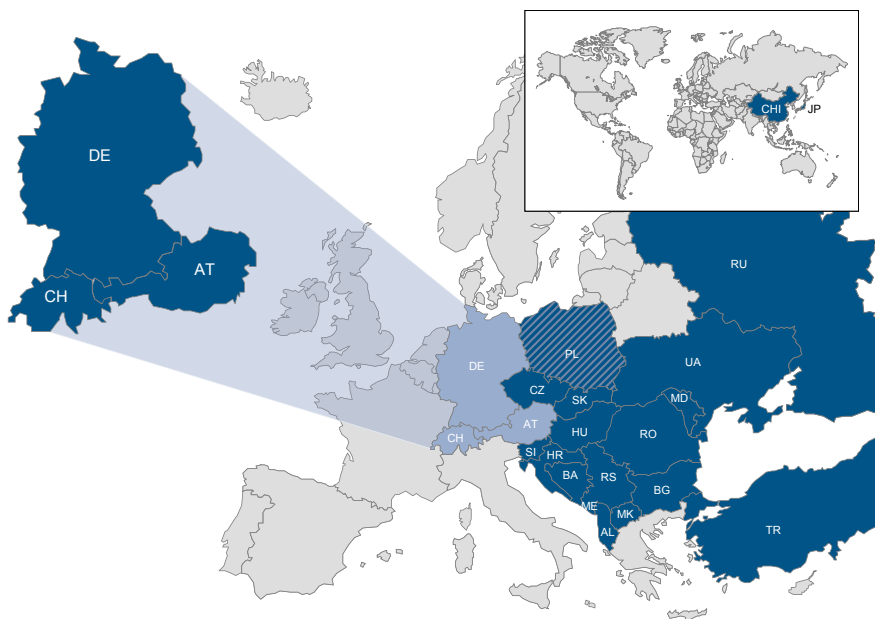 CHI
JP
DE
AT
CH
RU
PL
UA
DE
CZ
SK
MD
AT
HU
RO
CH
SI
HR
BA
RS
BG
ME
MK
AL
TR